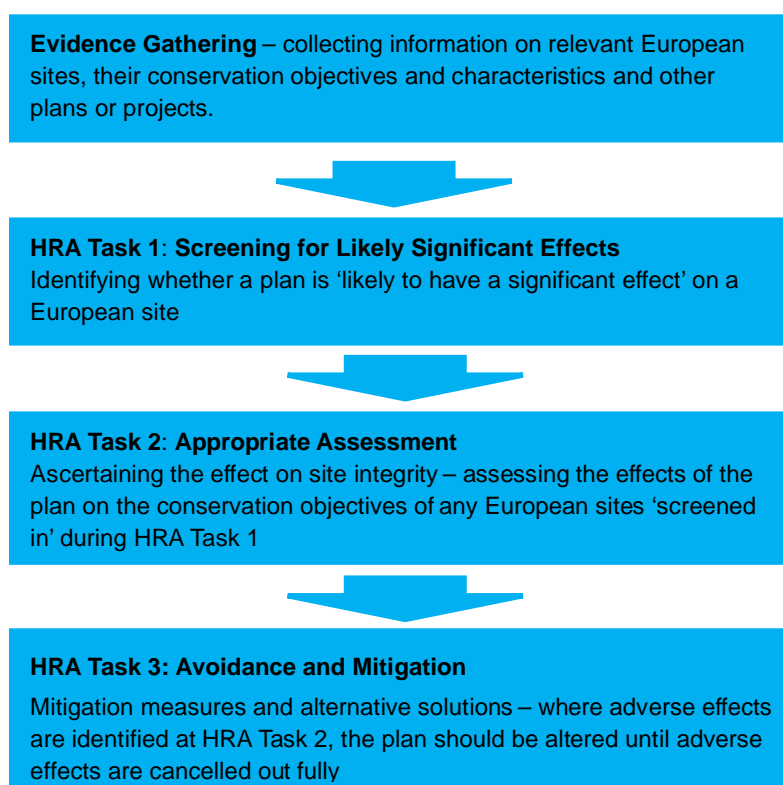 Evidence Gathering – collecting information on relevant European
sites, their conservation objectives and characteristics and other
plans or projects.
HRA Task 1: Screening for Likely Significant Effects
Identifying whether a plan is ‘likely to have a significant effect’ on a
European site
HRA Task 2: Appropriate Assessment
Ascertaining the effect on site integrity – assessing the effects of the
plan on the conservation objectives of any European sites ‘screened
in’ during HRA Task 1
HRA Task 3: Avoidance and Mitigation
Mitigation measures and alternative solutions – where adverse effects
are identified at HRA Task 2, the plan should be altered until adverse
effects are cancelled out fully